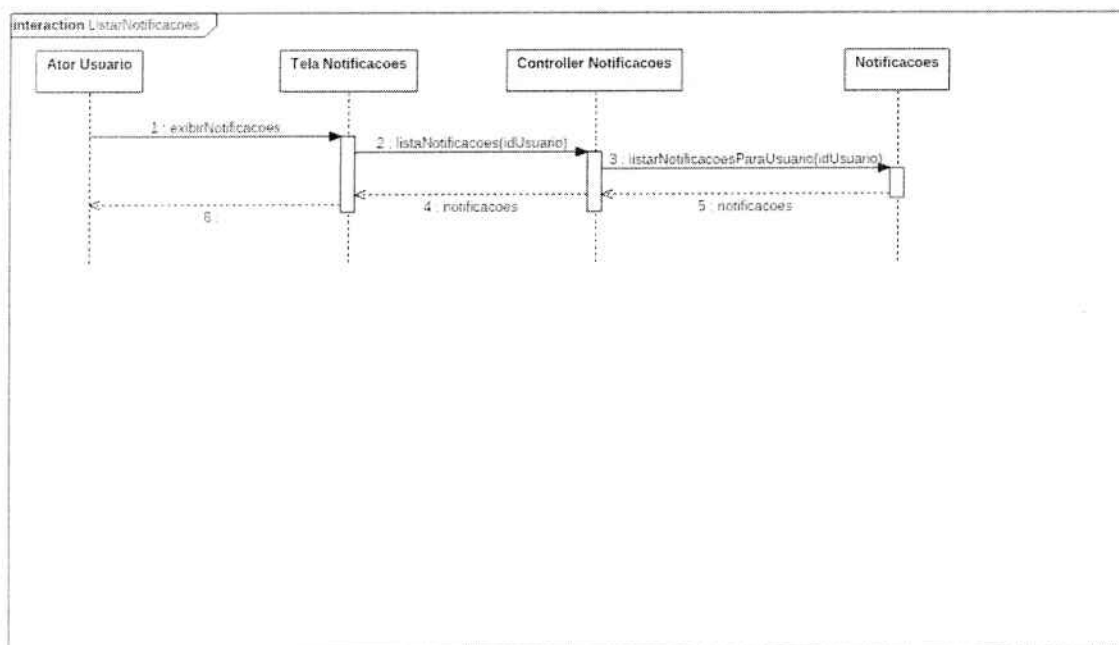 interaction ListarNotificacoes
Ator Usuario
Tela Notificacoes
Controller Notificacoes
Notificacoes
1 : exibirNotificacoes
2 : listaNotificacoes(idUsuario)
3 : listarNotificacoesParaUsuario(idUsuario)
4 : notificacoes
5 : notificacoes
6 :